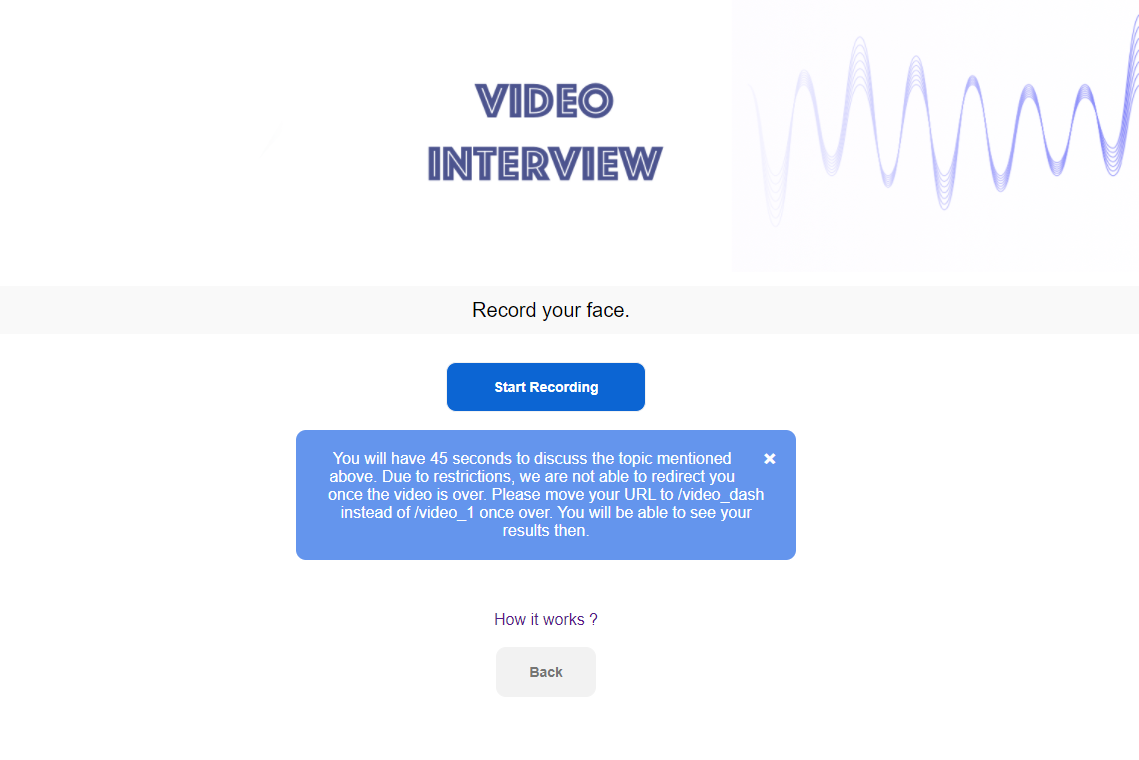 VIDEO
INTERVIEW
Record your face.
Start Recording
You will have 45 seconds to discuss the topic mentioned
above. Due to restrictions, we are not able to redirect you
once the video is over. Please move your URL to /video_dash
instead of /video_1 once over. You will be able to see your
results then.
How it works ?
Back